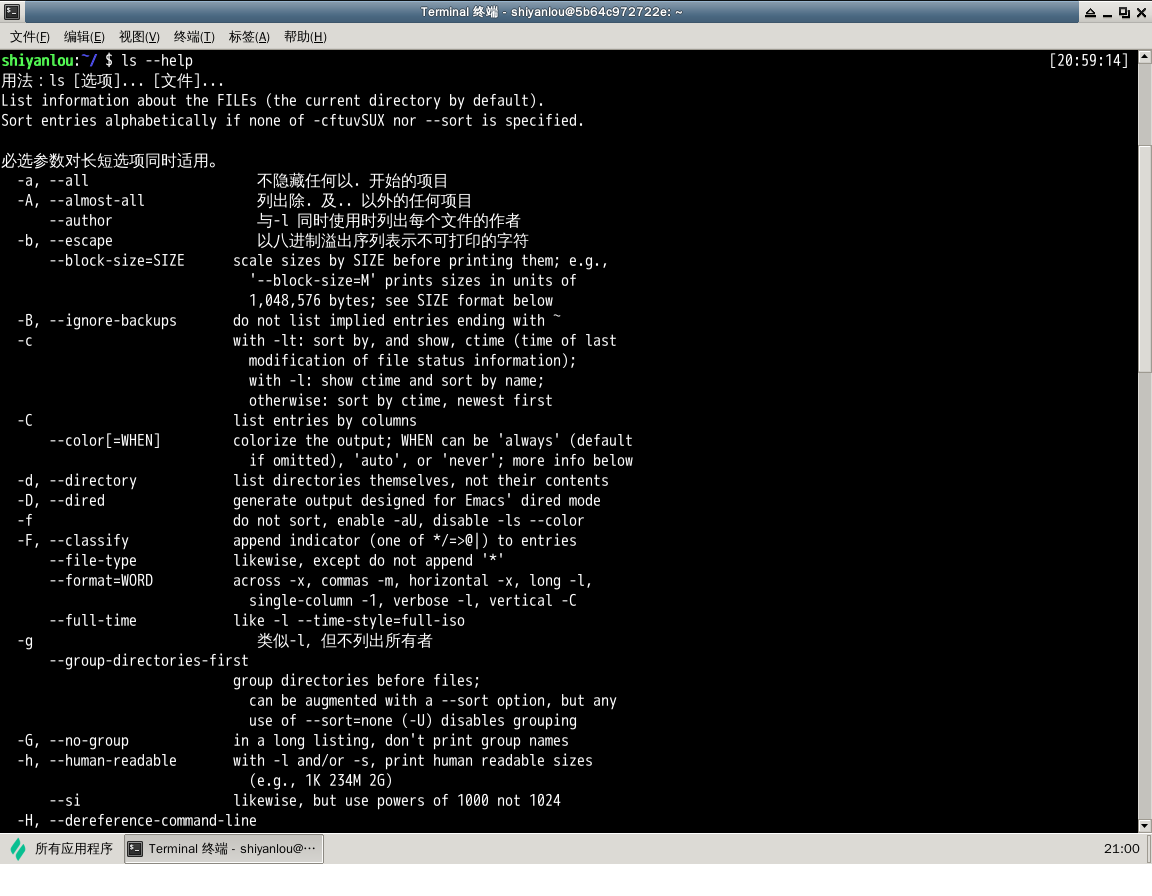 Terminal 终端 - shiyanlou@5b64c972722e: ~
文件(F) 编辑(E) 视图(V) 终端(T) 标签(A) 帮助(H)
shiyanlou:~/ $ ls --help [20:59:14]
用法：ls [选项]... [文件]...
List information about the FILEs (the current directory by default).
Sort entries alphabetically if none of -cftuvSUX nor --sort is specified.
必选参数对长短选项同时适用。
-a, --all 不隐藏任何以. 开始的项目
-A, --almost-all 列出除. 及.. 以外的任何项目
--author 与-l 同时使用时列出每个文件的作者
-b, --escape 以八进制溢出序列表示不可打印的字符
--block-size=SIZE scale sizes by SIZE before printing them; e.g.,
'--block-size=M' prints sizes in units of
1,048,576 bytes; see SIZE format below
-B, --ignore-backups do not list implied entries ending with ~
-c with -lt: sort by, and show, ctime (time of last
modification of file status information);
with -l: show ctime and sort by name;
otherwise: sort by ctime, newest first
-C list entries by columns
--color[=WHEN] colorize the output; WHEN can be 'always' (default
if omitted), 'auto', or 'never'; more info below
-d, --directory list directories themselves, not their contents
-D, --dired generate output designed for Emacs' dired mode
-f do not sort, enable -aU, disable -ls --color
-F, --classify append indicator (one of */=>@|) to entries
--file-type likewise, except do not append '*'
--format=WORD across -x, commas -m, horizontal -x, long -l,
single-column -1, verbose -l, vertical -C
--full-time like -l --time-style=full-iso
-g 类似-l, 但不列出所有者
--group-directories-first
group directories before files;
can be augmented with a --sort option, but any
use of --sort=none (-U) disables grouping
-G, --no-group in a long listing, don't print group names
-h, --human-readable with -l and/or -s, print human readable sizes
(e.g., 1K 234M 2G)
--si likewise, but use powers of 1000 not 1024
-H, --dereference-command-line
所有应用程序 Terminal 终端 - shiyanlou@⋯ 21:00